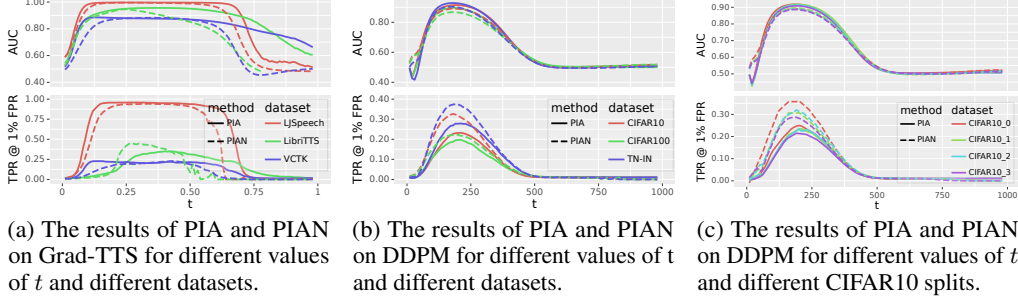 AUC
1.00
0.80
0.60
0.40
TPR @ 1% FPR
1.00
0.75
0.50
0.25
0.00
method dataset
PIA LJSpeech
PIAN LibriTTS
VCTK
0 .25 .5 .75 1
t
(a) The results of PIA and PIAN
on Grad-TTS for different values
of t and different datasets.
AUC
0.80
0.60
0.40
TPR @ 1% FPR
0.40
0.30
0.20
0.10
0.00
method dataset
PIA CIFAR10
PIAN CIFAR100
TN-IN
0 250 500 750 1000
t
(b) The results of PIA and PIAN
on DDPM for different values of t
and different datasets.
AUC
0.90
0.80
0.70
0.60
0.50
TPR @ 1% FPR
0.30
0.20
0.10
0.00
method dataset
PIA CIFAR10_0
PIAN CIFAR10_1
CIFAR10_2
CIFAR10_3
0 250 500 750 1000
t
(c) The results of PIA and PIAN
on DDPM for different values of t
and different CIFAR10 splits.